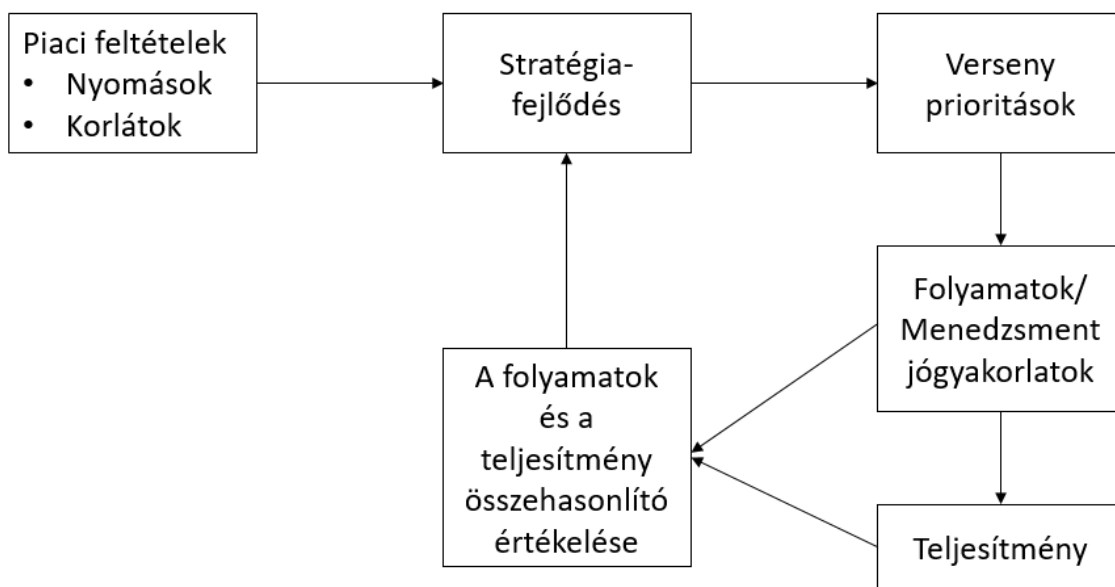 Piaci feltételek
• Nyomások
• Korlátok
Stratégia-
fejlődés
Verseny
prioritások
Folyamatok/
Menedzsment
jógyakorlatok
A folyamatok
és a
teljesítmény
összehasonlító
értékelése
Teljesítmény